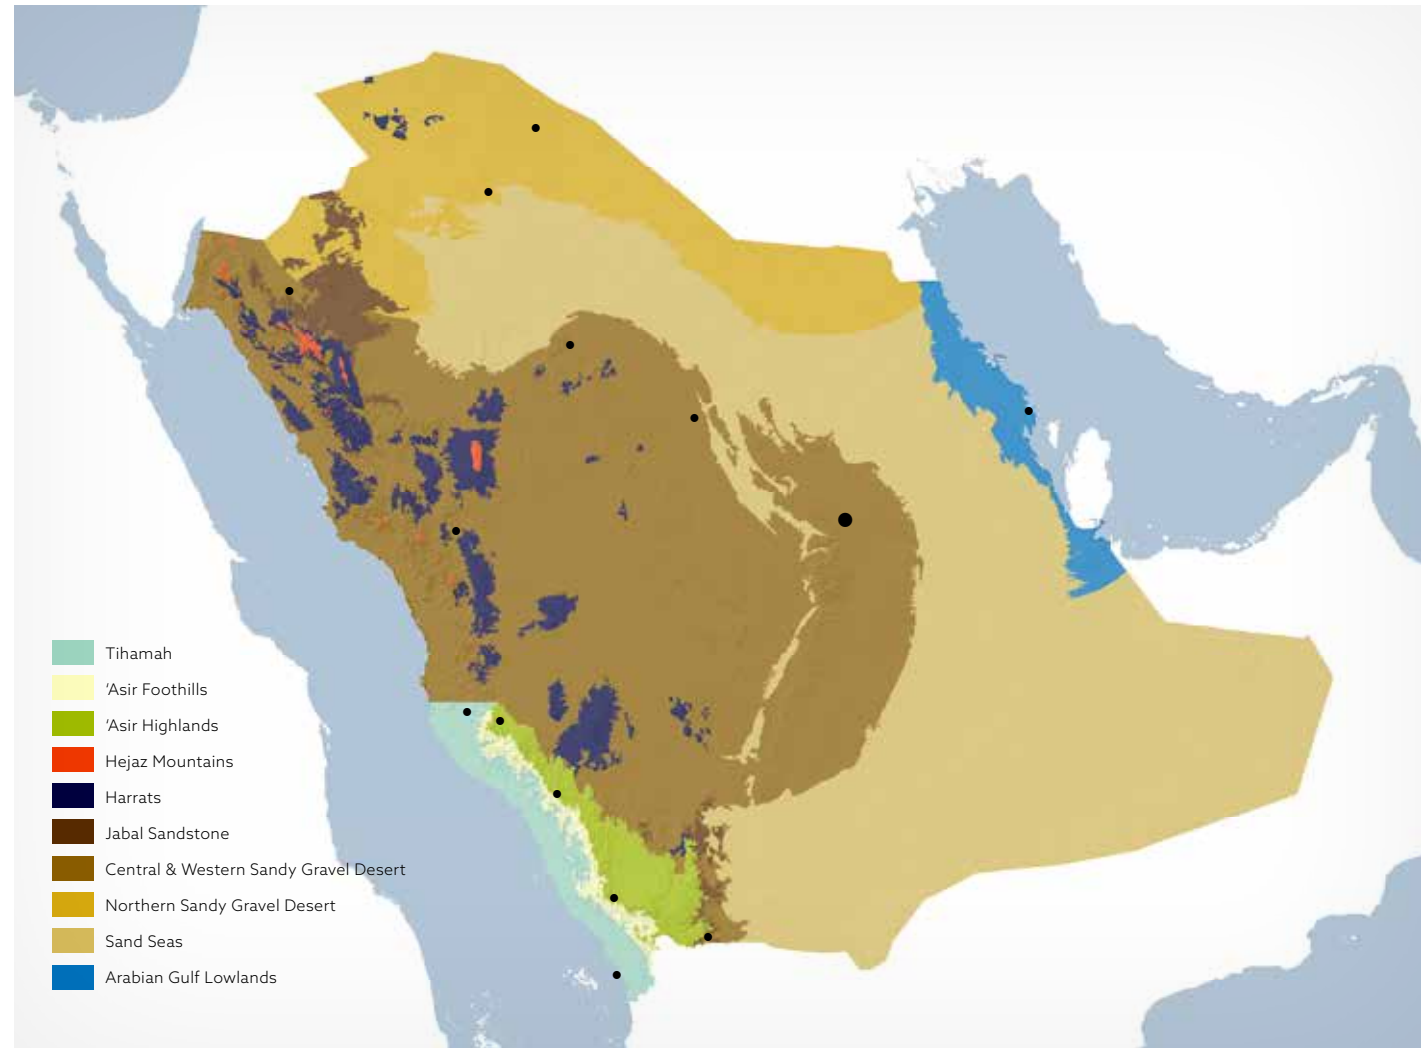 Tihamah
‘Asir Foothills
‘Asir Highlands
Hejaz Mountains
Harrats
Jabal Sandstone
Central & Western Sandy Gravel Desert
Northern Sandy Gravel Desert
Sand Seas
Arabian Gulf Lowlands